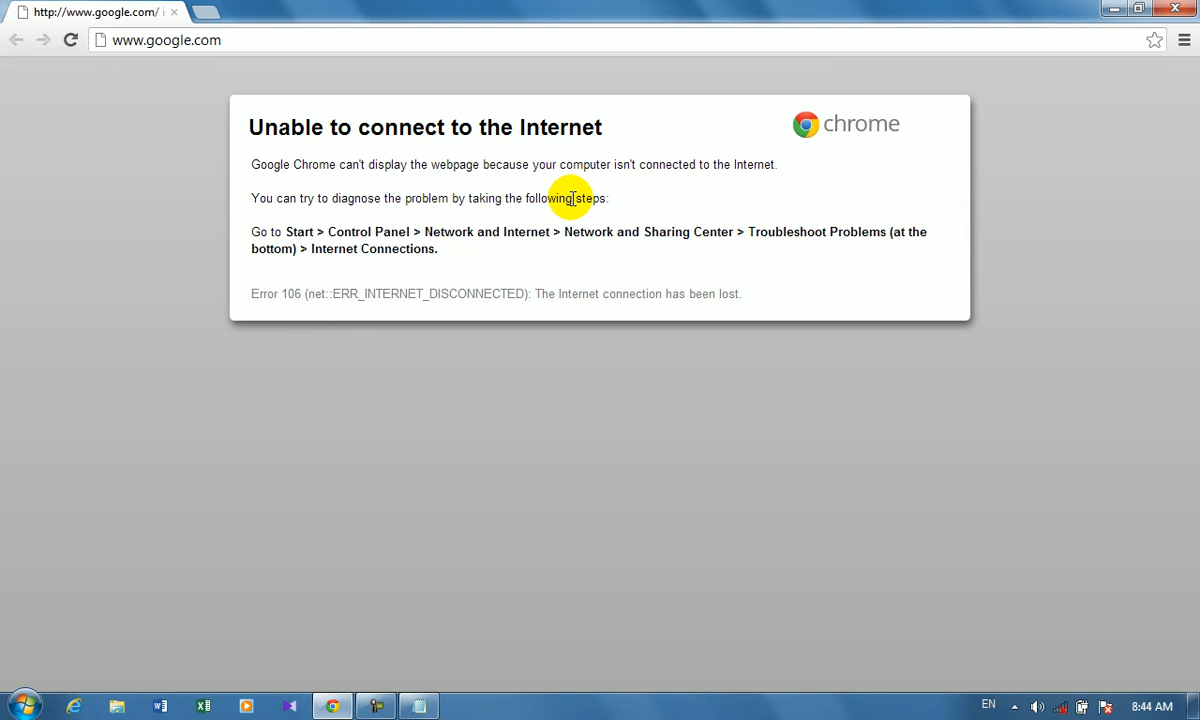 http://www.google.com/ i
www.google.com
Unable to connect to the Internet
chrome
Google Chrome can't display the webpage because your computer isn't connected to the Internet.
You can try to diagnose the problem by taking the following steps:
Go to Start > Control Panel > Network and Internet > Network and Sharing Center > Troubleshoot Problems (at the
bottom) > Internet Connections.
Error 106 (net::ERR_INTERNET_DISCONNECTED): The Internet connection has been lost.
EN
8:44 AM